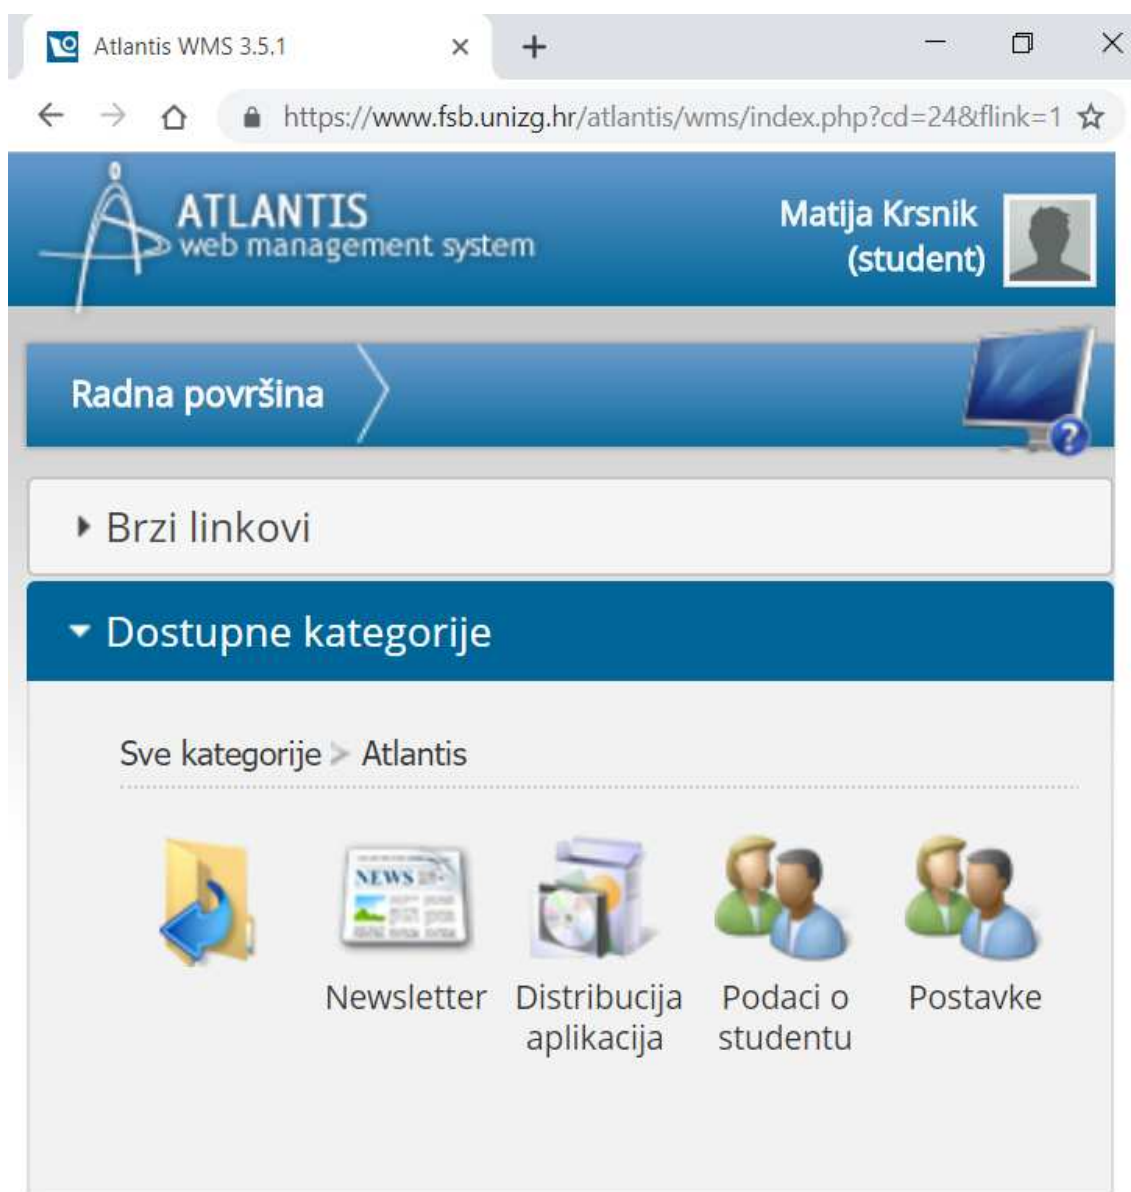 Atlantis WMS 3.5.1
https://www.fsb.unizg.hr/atlantis/wms/index.php?cd=24&flink=1
ATLANTIS
web management system
Matija Krsnik
(student)
Radna površina
?
Brzi linkovi
Dostupne kategorije
Sve kategorije > Atlantis
NEWS
Newsletter
Distribucija
aplikacija
Podaci o
studentu
Postavke